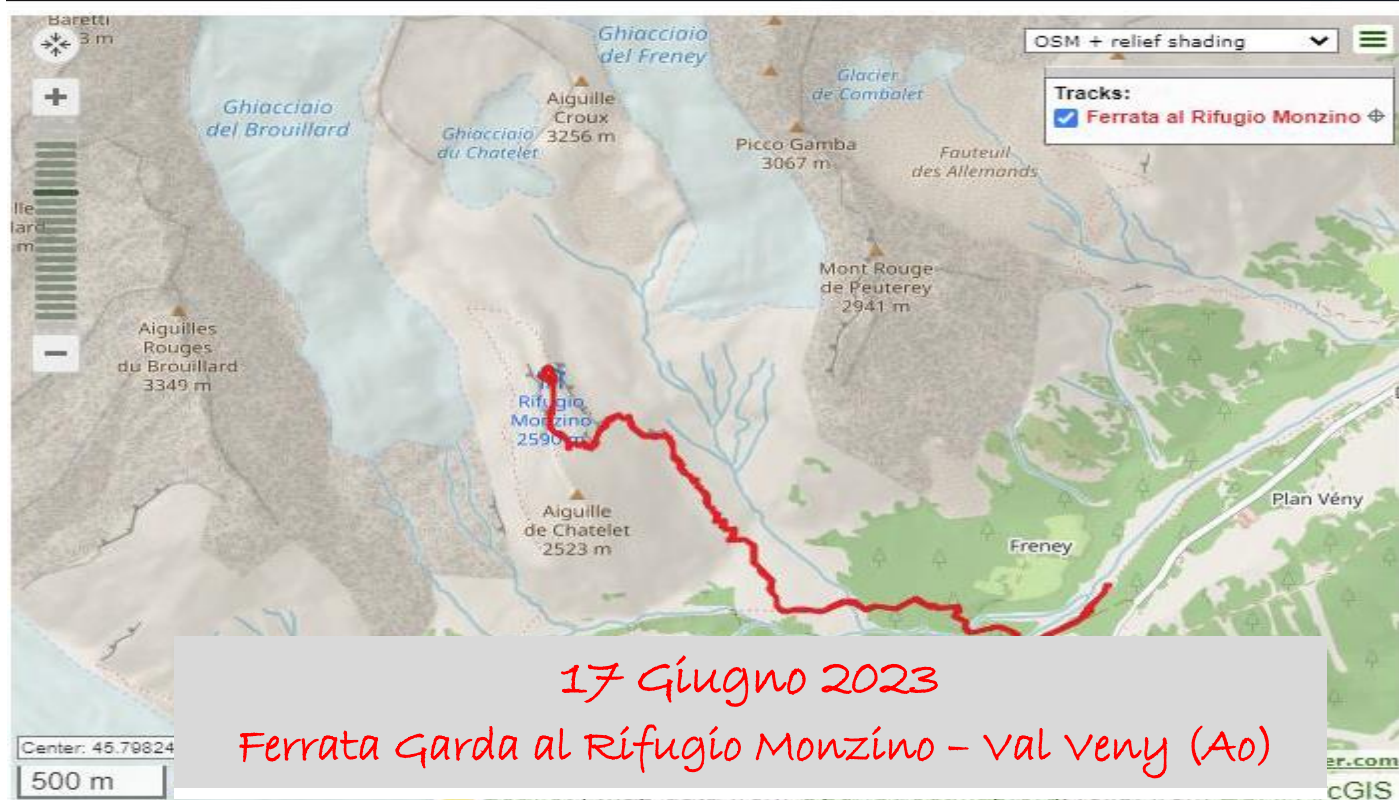 Baretti
3 m
Ghiacciaio
del Freney
OSM + relief shading
Tracks:
Ferrata al Rifugio Monzino
Glacier
de Combalet
Aiguille
Croux
3256 m
Ghiacciaio
del Brouillard
Ghiacciaio
du Chatelet
Picco Gamba
3067 m
Fauteuil
des Allemands
Mont Rouge
de Peuterey
2941 m
Aiguilles
Rouges
du Brouillard
3349 m
Rifugio
Monzino
2590 m
Aiguille
de Chatelet
2523 m
Plan Vény
Freney
17 Giugno 2023
Ferrata Garda al Rifugio Monzino – Val Veny (Ao)
Center: 45.79824
500 m
er.com
cGIS